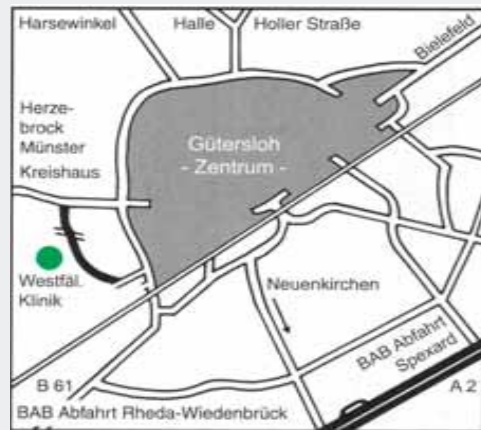 Harsewinkel
Halle
Holler Straße
Bielefeld
Herze-
brock
Münster
Kreishaus
Gütersloh
- Zentrum -
Westfäl.
Klinik
Neuenkirchen
BAB Abfahrt
Spexard
B 61
A 2
BAB Abfahrt Rheda-Wiedenbrück